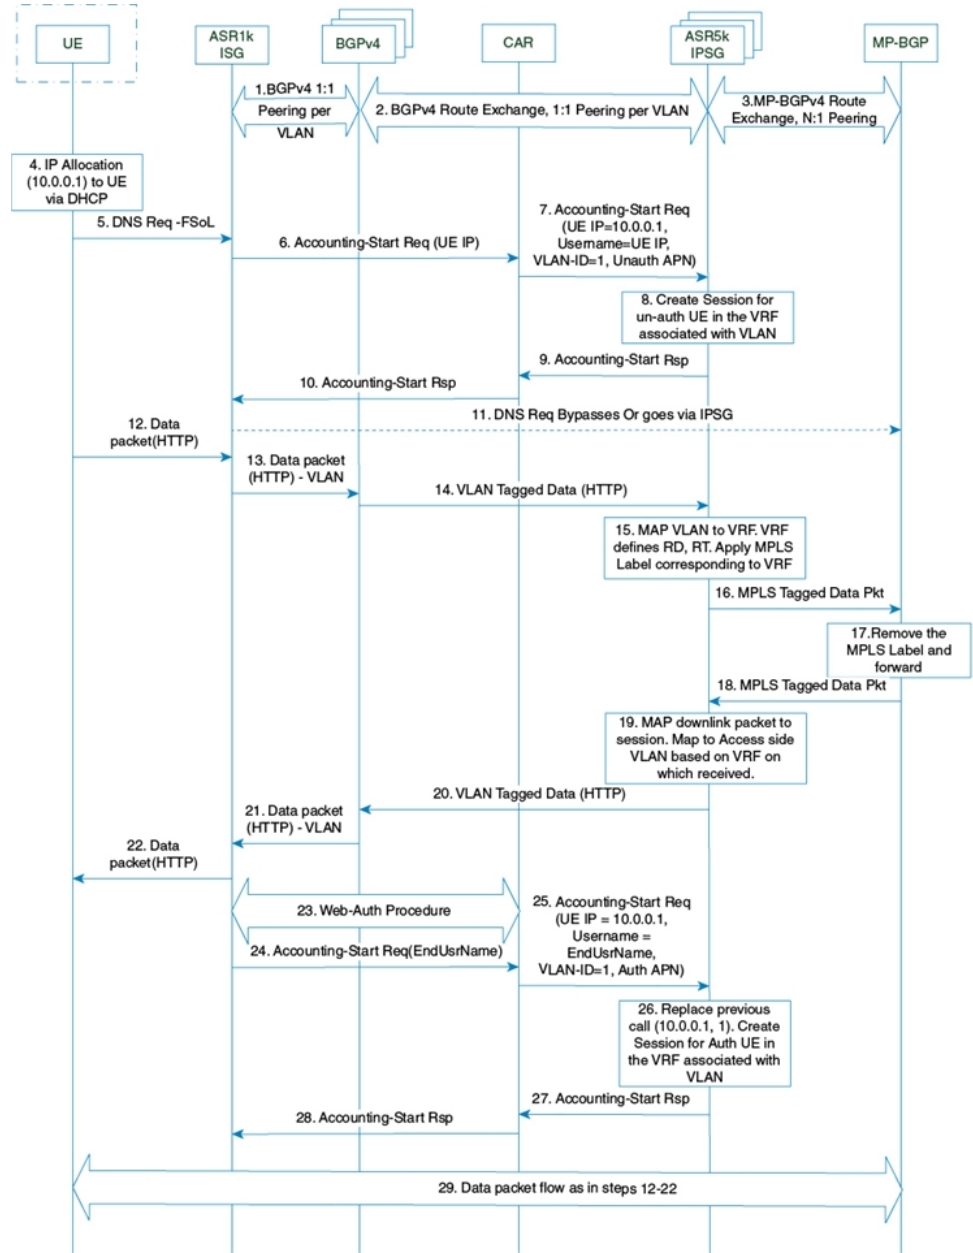 UE
ASR1k
ISG
BGPv4
CAR
ASR5k
IPSG
MP-BGP
1.BGPv4 1:1
Peering per
VLAN
2. BGPv4 Route Exchange, 1:1 Peering per VLAN
3.MP-BGPv4 Route
Exchange, N:1 Peering
4. IP Allocation
(10.0.0.1) to UE
via DHCP
5. DNS Req -FSoL
6. Accounting-Start Req (UE IP)
7. Accounting-Start Req
(UE IP=10.0.0.1,
Username=UE IP,
VLAN-ID=1, Unauth APN)
8. Create Session for
un-auth UE in the VRF
associated with VLAN
9. Accounting-Start Rsp
10. Accounting-Start Rsp
11. DNS Req Bypasses Or goes via IPSG
12. Data
packet(HTTP)
13. Data packet
(HTTP) - VLAN
14. VLAN Tagged Data (HTTP)
15. MAP VLAN to VRF. VRF
defines RD, RT. Apply MPLS
Label corresponding to VRF
16. MPLS Tagged Data Pkt
17.Remove the
MPLS Label and
forward
18. MPLS Tagged Data Pkt
19. MAP downlink packet to
session. Map to Access side
VLAN based on VRF on
which received.
20. VLAN Tagged Data (HTTP)
21. Data packet
(HTTP) - VLAN
22. Data
packet(HTTP)
23. Web-Auth Procedure
24. Accounting-Start Req(EndUsrName)
25. Accounting-Start Req
(UE IP = 10.0.0.1,
Username =
EndUsrName,
VLAN-ID=1, Auth APN)
26. Replace previous
call (10.0.0.1, 1). Create
Session for Auth UE in
the VRF associated with
VLAN
27. Accounting-Start Rsp
28. Accounting-Start Rsp
29. Data packet flow as in steps 12-22